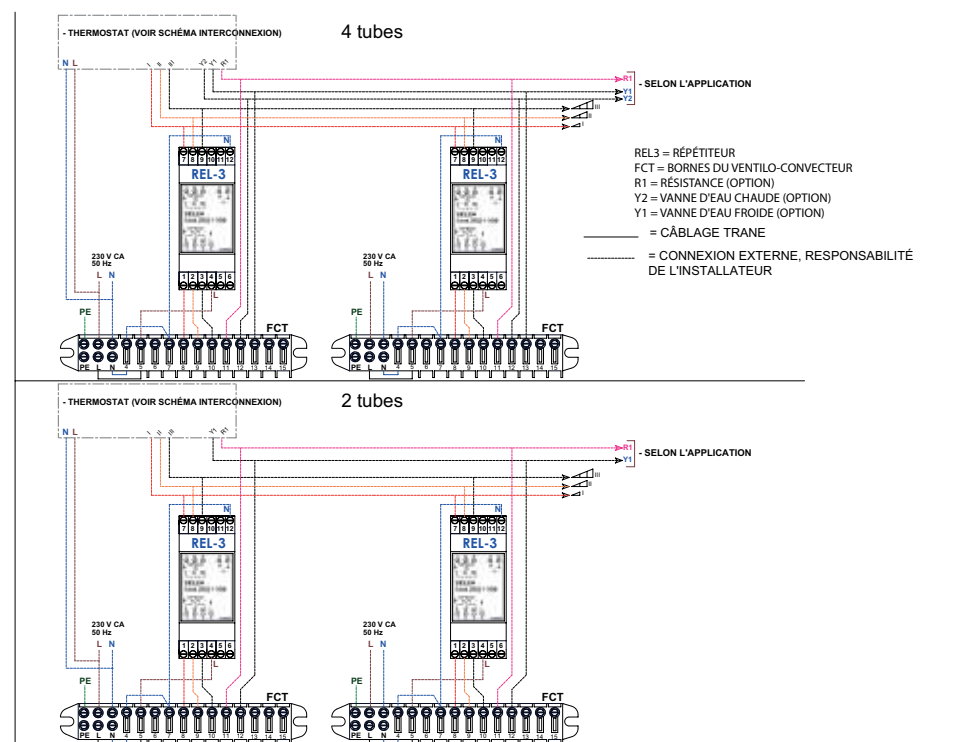 - THERMOSTAT (VOIR SCHÉMA INTERCONNEXION)
4 tubes
N L
I II III Y2 Y1 R1
R1
Y1
Y2
- SELON L'APPLICATION
III
II
I
N
7 8 9 10 11 12
REL-3
1 2 3 4 5 6
L
230 V CA
50 Hz
L N
PE
FCT
PE L N 4 5 6 7 8 9 10 11 12 13 14 15
N
7 8 9 10 11 12
REL-3
1 2 3 4 5 6
L
230 V CA
50 Hz
L N
PE
FCT
PE L N 4 5 6 7 8 9 10 11 12 13 14 15
REL3 = RÉPÉTITEUR
FCT = BORNES DU VENTILO-CONVECTEUR
R1 = RÉSISTANCE (OPTION)
Y2 = VANNE D'EAU CHAUDE (OPTION)
Y1 = VANNE D'EAU FROIDE (OPTION)
= CÂBLAGE TRANE
= CONNEXION EXTERNE, RESPONSABILITÉ
DE L'INSTALLATEUR
- THERMOSTAT (VOIR SCHÉMA INTERCONNEXION)
2 tubes
N L
I II III Y1 R1
R1
Y1
- SELON L'APPLICATION
III
II
I
N
7 8 9 10 11 12
REL-3
1 2 3 4 5 6
L
230 V CA
50 Hz
L N
PE
FCT
PE L N 4 5 6 7 8 9 10 11 12 13 14 15
N
7 8 9 10 11 12
REL-3
1 2 3 4 5 6
L
230 V CA
50 Hz
L N
PE
FCT
PE L N 4 5 6 7 8 9 10 11 12 13 14 15